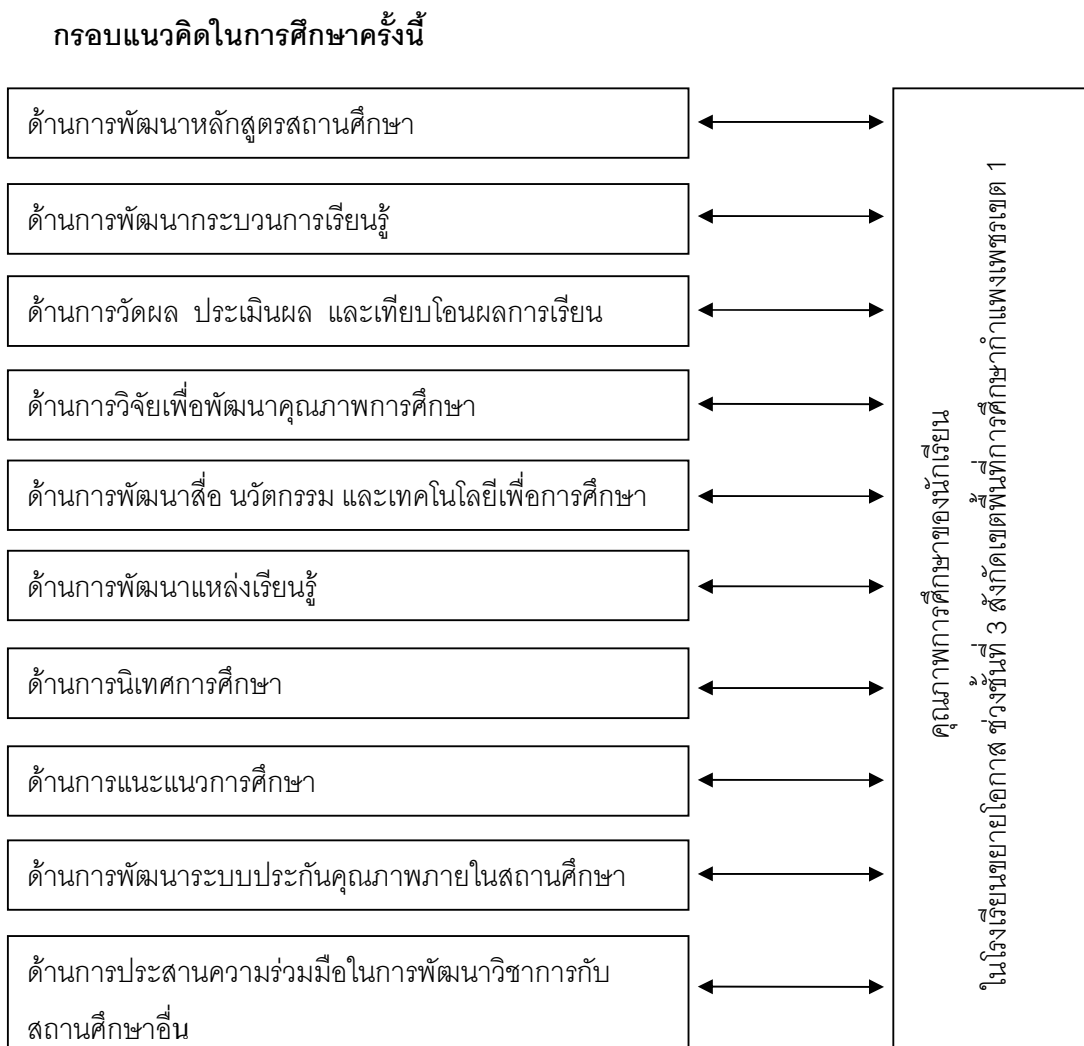 กรอบแนวคิดในการศึกษาครั้งนี้
ด้านการพัฒนาหลักสูตรสถานศึกษา
ด้านการพัฒนากระบวนการเรียนรู้
ด้านการวัดผล ประเมินผล และเทียบโอนผลการเรียน
ด้านการวิจัยเพื่อพัฒนาคุณภาพการศึกษา
ด้านการพัฒนาสื่อ นวัตกรรม และเทคโนโลยีเพื่อการศึกษา
ด้านการพัฒนาแหล่งเรียนรู้
ด้านการนิเทศการศึกษา
ด้านการแนะแนวการศึกษา
ด้านการพัฒนาระบบประกันคุณภาพภายในสถานศึกษา
ด้านการประสานความร่วมมือในการพัฒนาวิชาการกับ
สถานศึกษาอื่น
คุณภาพการศึกษาของนักเรียน
ในโรงเรียนขยายโอกาส ช่วงชั้นที่ 3 สังกัดเขตพื้นที่การศึกษากำแพงเพชรเขต 1